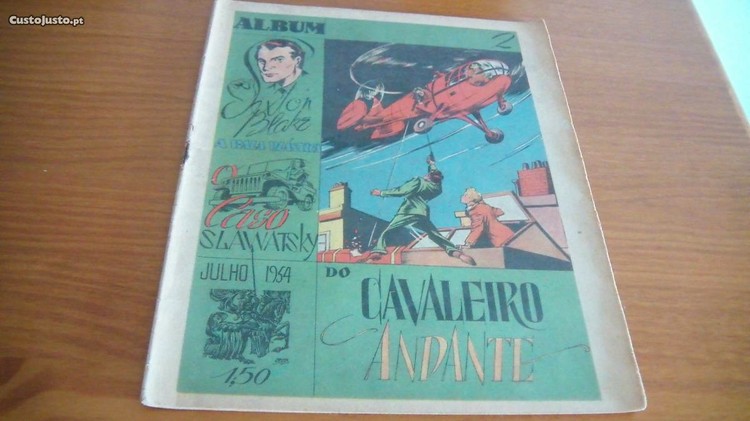 CustoJusto.pt
ALBUM
2
Sexton
Blake
O
Caso
SLAWATSKY
JULHO 1954
1,50
DO
CAVALEIRO
ANDANTE